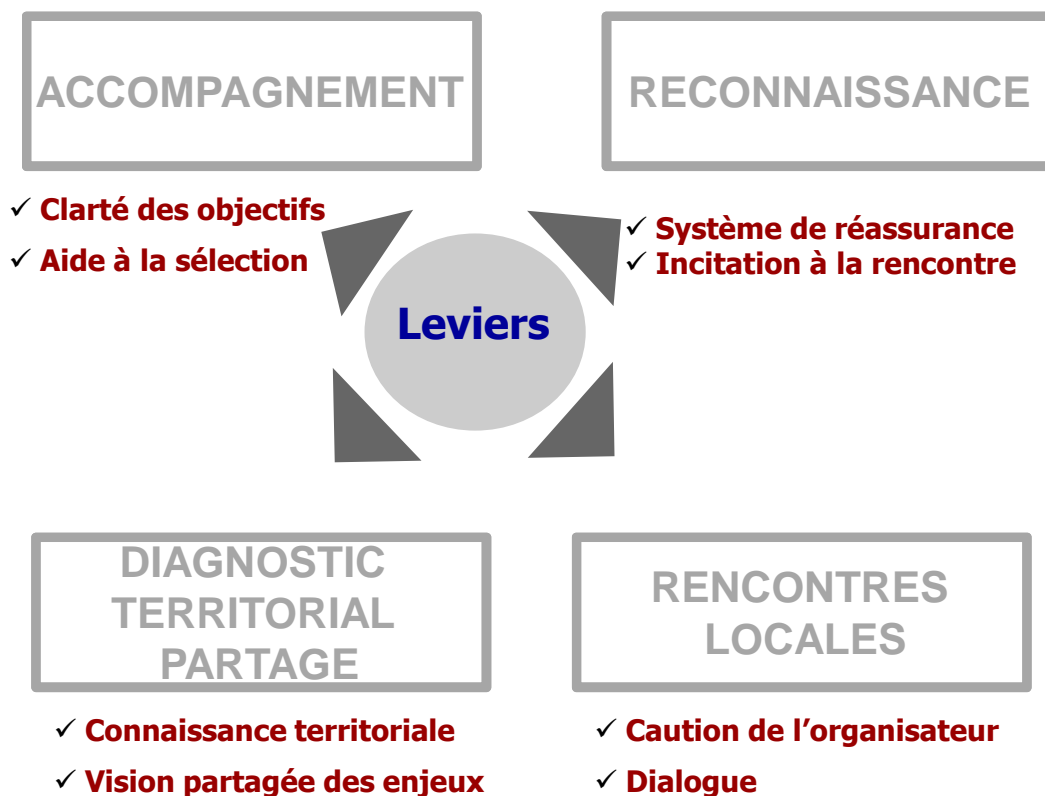 ACCOMPAGNEMENT
RECONNAISSANCE
✓ Clarté des objectifs
✓ Aide à la sélection
✓ Système de réassurance
✓ Incitation à la rencontre
Leviers
DIAGNOSTIC
TERRITORIAL
PARTAGE
RENCONTRES
LOCALES
✓ Connaissance territoriale
✓ Vision partagée des enjeux
✓ Caution de l’organisateur
✓ Dialogue